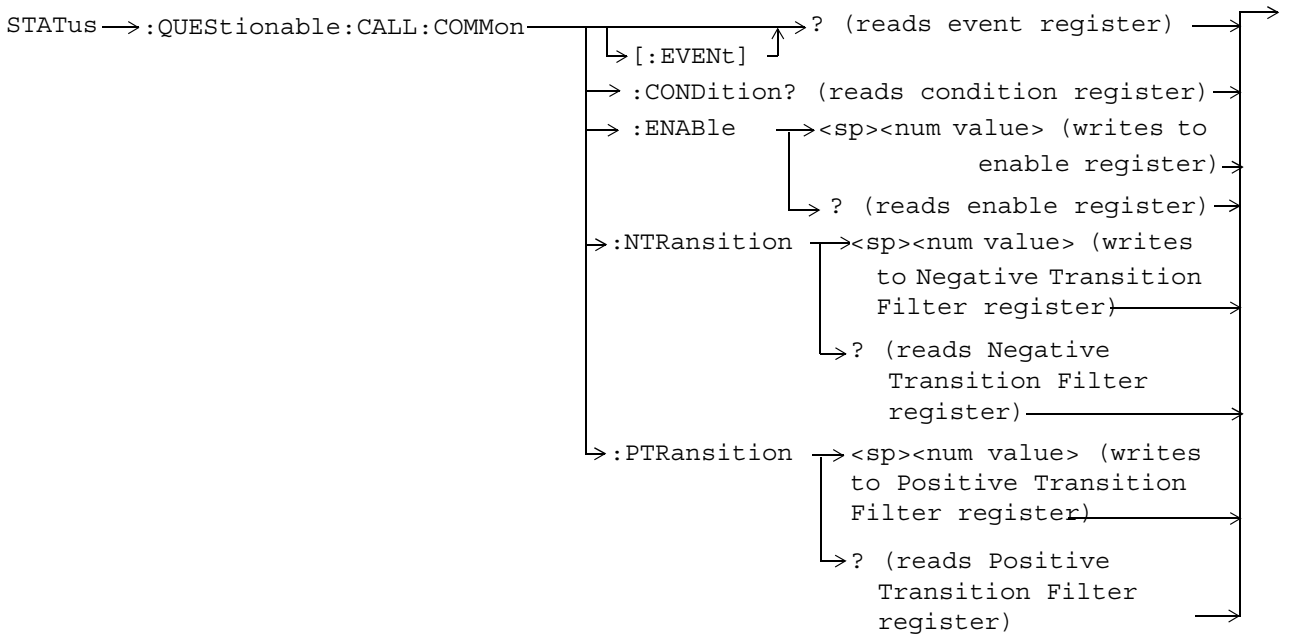 STATus :QUEStionable:CALL:COMMon ? (reads event register)
[:EVENt]
:CONDition? (reads condition register)
:ENABle <sp><num value> (writes to
enable register)
? (reads enable register)
:NTRansition <sp><num value> (writes
to Negative Transition
Filter register)
? (reads Negative
Transition Filter
register)
:PTRansition <sp><num value> (writes
to Positive Transition
Filter register)
? (reads Positive
Transition Filter
register)